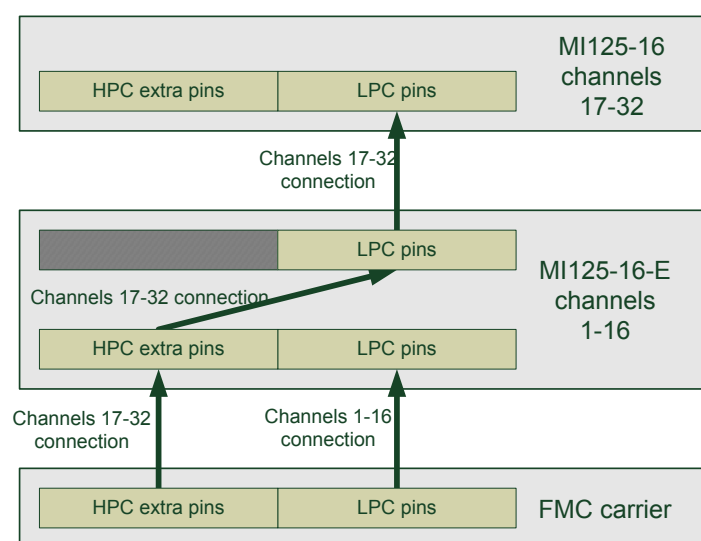 MI125-16
channels
17-32
HPC extra pins
LPC pins
Channels 17-32
connection
LPC pins
MI125-16-E
channels
1-16
Channels 17-32 connection
HPC extra pins
LPC pins
Channels 17-32
connection
Channels 1-16
connection
HPC extra pins
LPC pins
FMC carrier